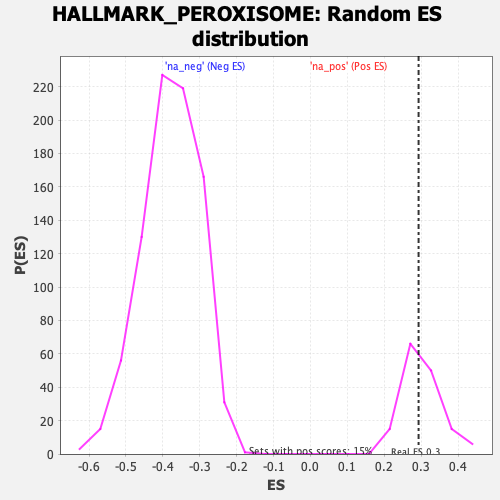 HALLMARK_PEROXISOME: Random ES
distribution
'na_neg' (Neg ES) 'na_pos' (Pos ES)
P(ES)
220
200
180
160
140
120
100
80
60
40
20
0
Sets with pos scores: 15% Real ES 0.3
-0.6 -0.5 -0.4 -0.3 -0.2 -0.1 0.0 0.1 0.2 0.3 0.4
ES